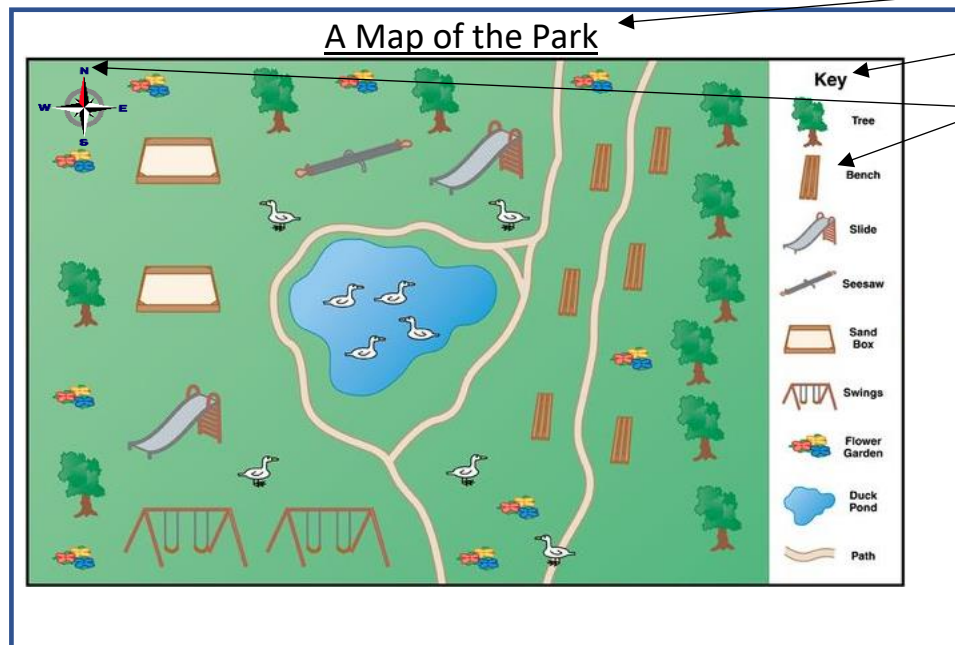 A Map of the Park
N
W E
S
Key
Tree
Bench
Slide
Seesaw
Sand
Box
Swings
Flower
Garden
Duck
Pond
Path